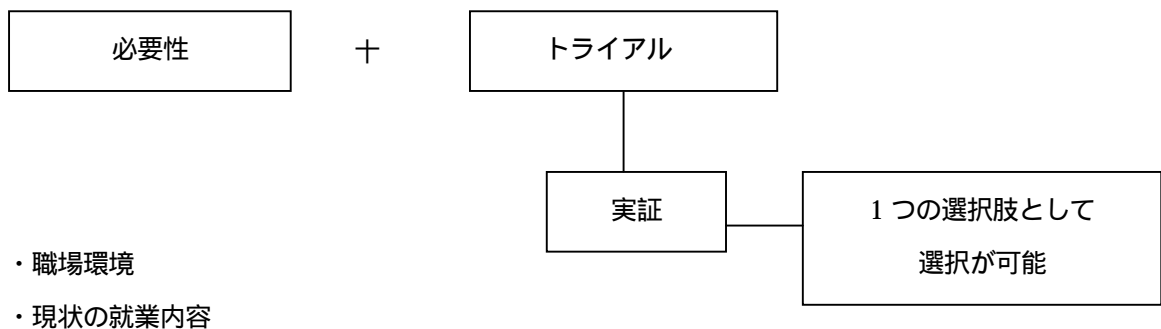 必要性 + トライアル
実証
1つの選択肢として
選択が可能
・職場環境
・現状の就業内容